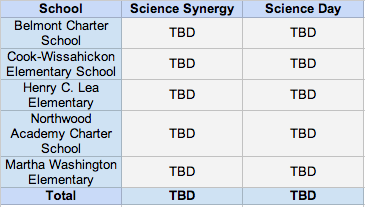 School Science Synergy Science Day
Belmont Charter
School TBD TBD
Cook-Wissahickon
Elementary School TBD TBD
Henry C. Lea
Elementary TBD TBD
Northwood
Academy Charter TBD TBD
School
Martha Washington
Elementary TBD TBD
Total TBD TBD